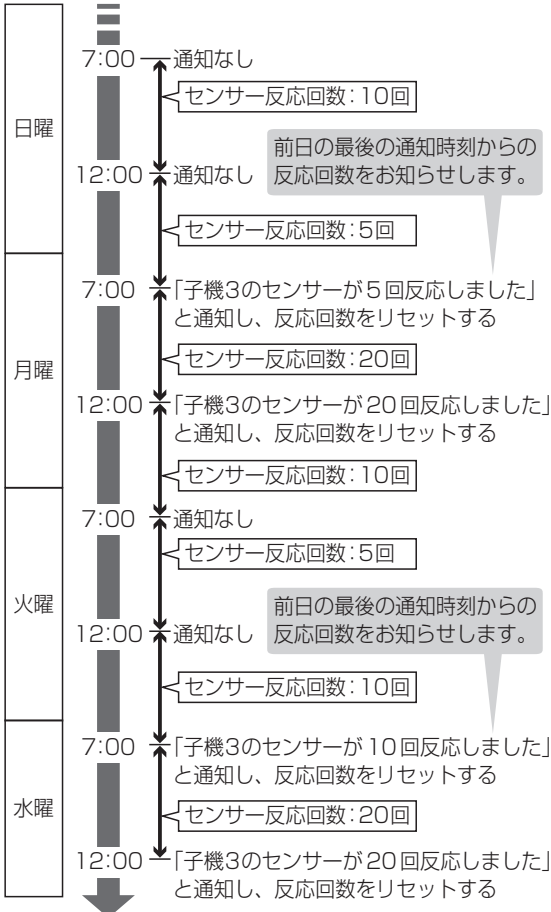 日曜
7:00 通知なし
センサー反応回数:10回
前日の最後の通知時刻からの
反応回数をお知らせします。
12:00 通知なし
センサー反応回数:5回
月曜
7:00 「子機3のセンサーが5回反応しました」
と通知し、反応回数をリセットする
センサー反応回数:20回
12:00 「子機3のセンサーが20回反応しました」
と通知し、反応回数をリセットする
センサー反応回数:10回
火曜
7:00 通知なし
センサー反応回数:5回
前日の最後の通知時刻からの
反応回数をお知らせします。
12:00 通知なし
センサー反応回数:10回
水曜
7:00 「子機3のセンサーが10回反応しました」
と通知し、反応回数をリセットする
センサー反応回数:20回
12:00 「子機3のセンサーが20回反応しました」
と通知し、反応回数をリセットする